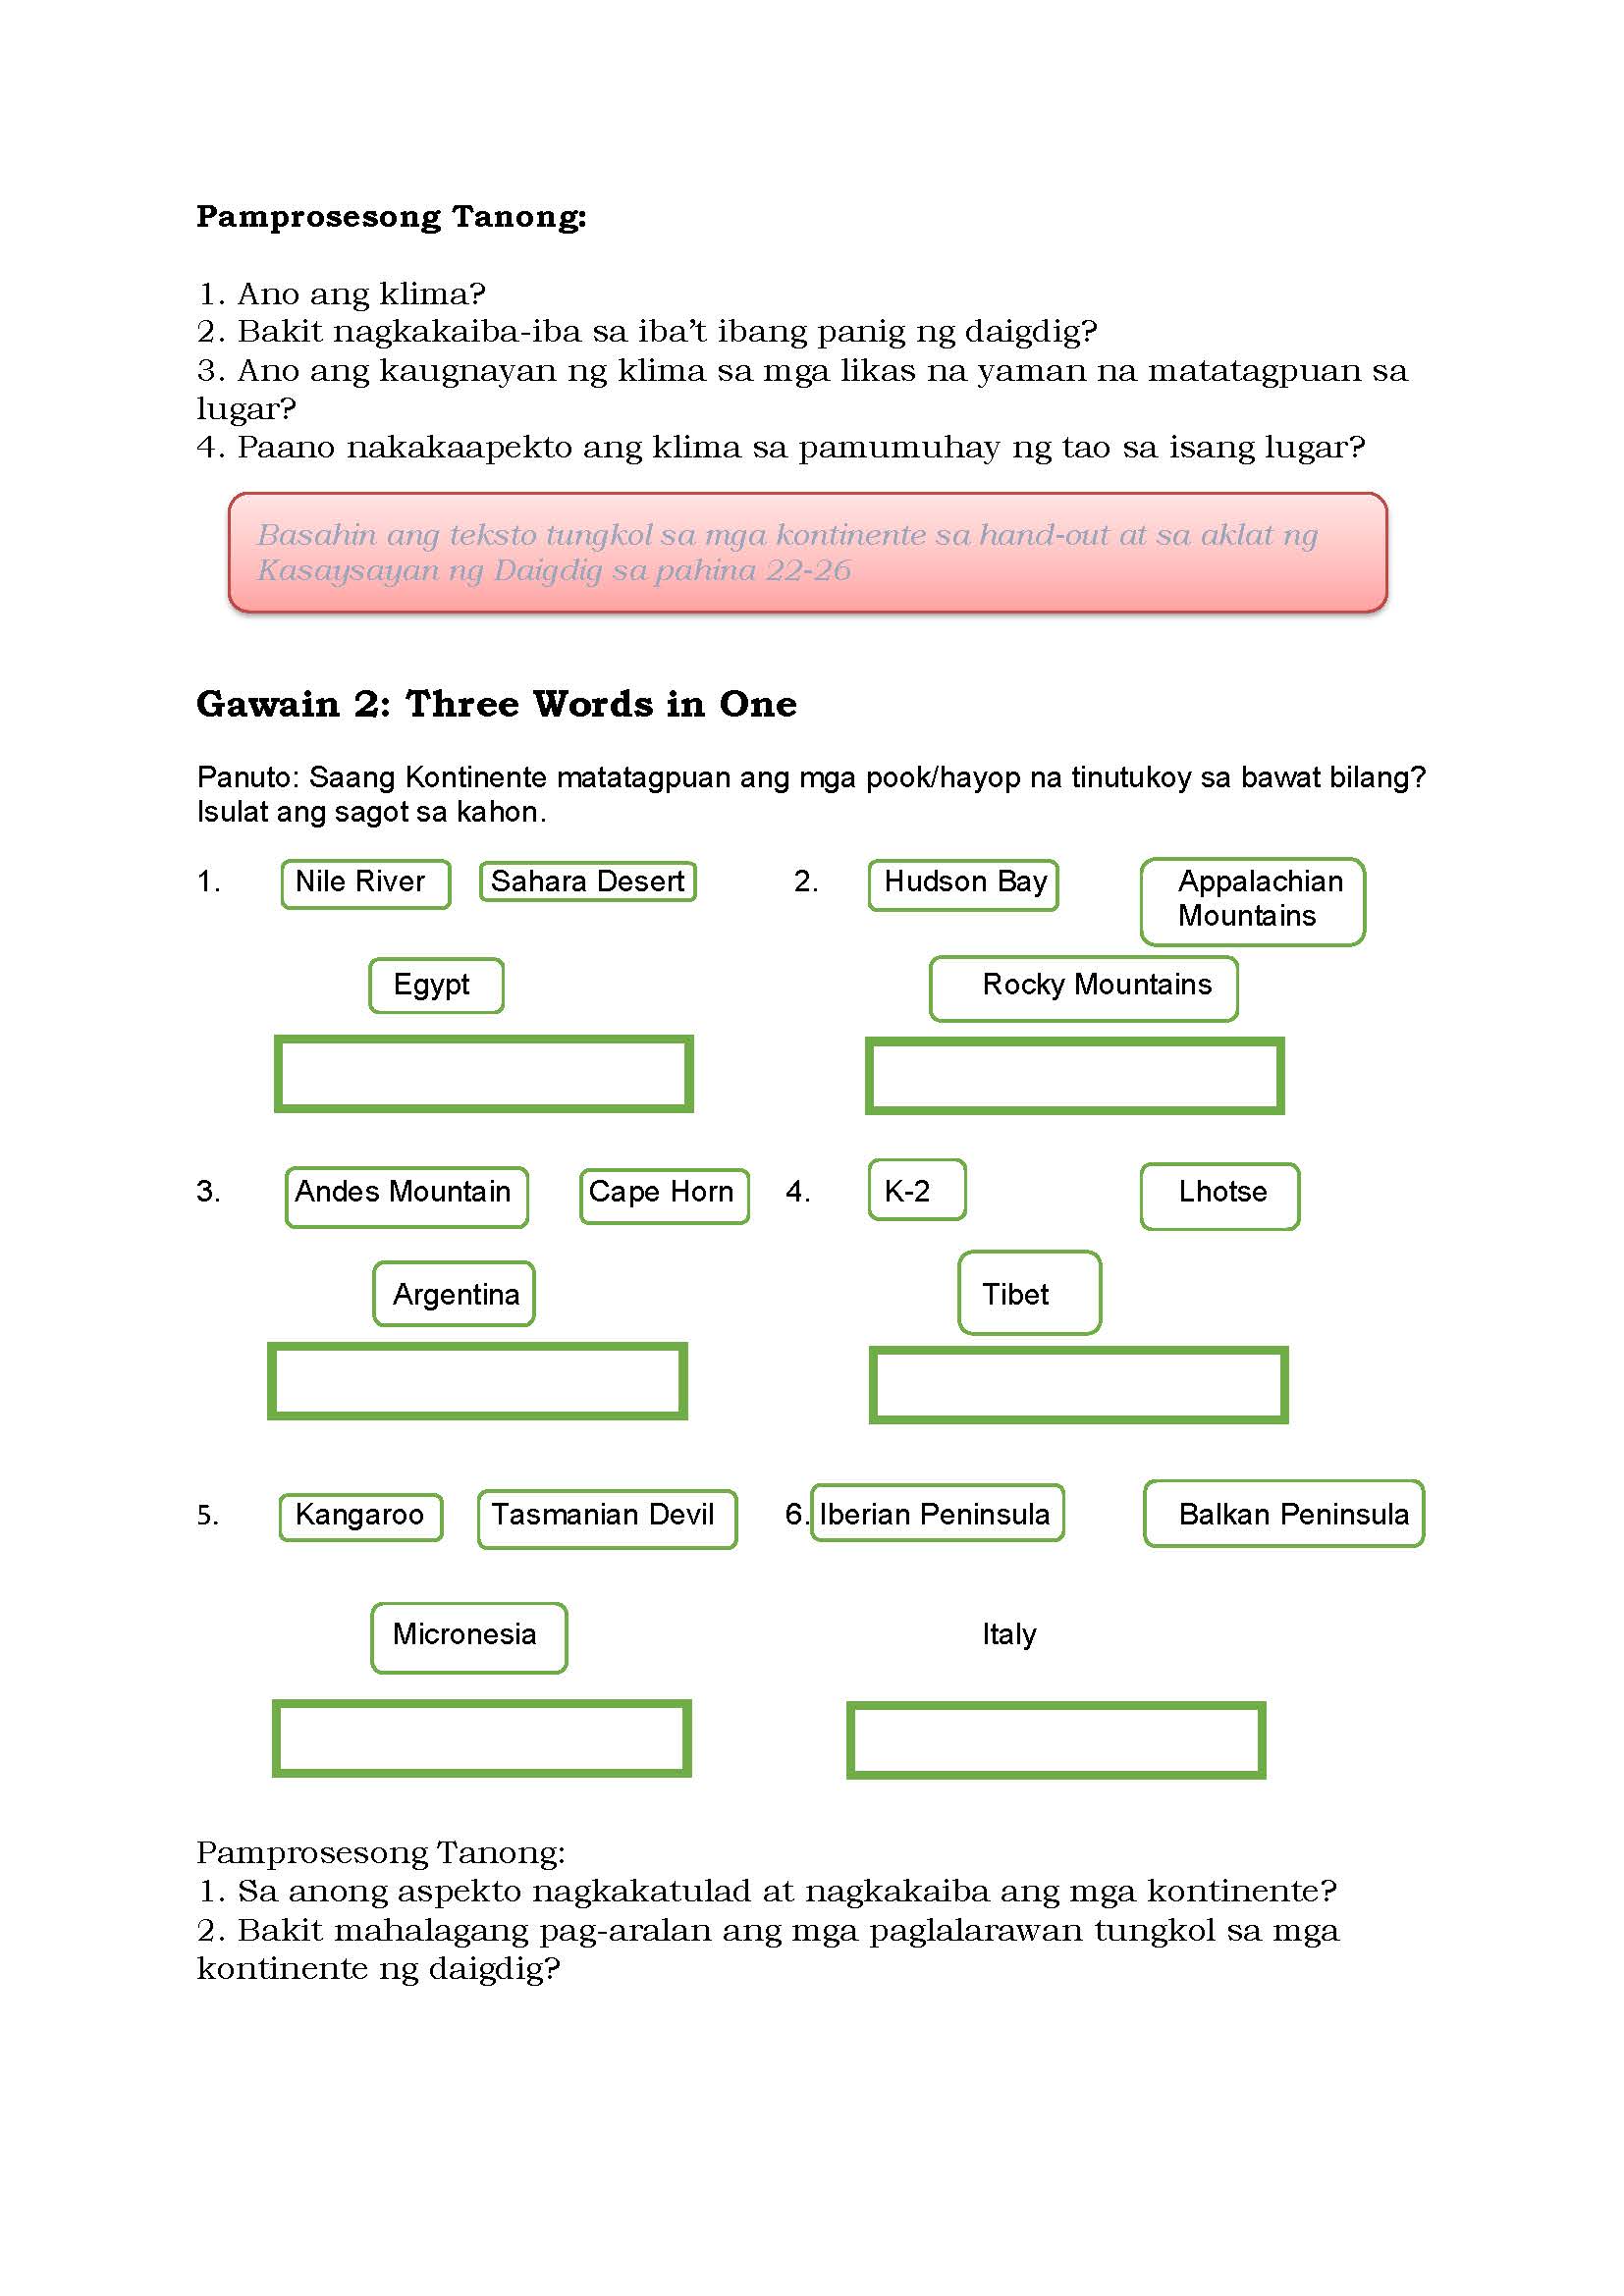 Pamprosesong Tanong:
1. Ano ang klima?
2. Bakit nagkakaiba-iba sa iba’t ibang panig ng daigdig?
3. Ano ang kaugnayan ng klima sa mga likas na yaman na matatagpuan sa
lugar?
4. Paano nakakaapekto ang klima sa pamumuhay ng tao sa isang lugar?
Basahin ang teksto tungkol sa mga kontinente sa hand-out at sa aklat ng
Kasaysayan ng Daigdig sa pahina 22-26
Gawain 2: Three Words in One
Panuto: Saang Kontinente matatagpuan ang mga pook/hayop na tinutukoy sa bawat bilang?
Isulat ang sagot sa kahon.
1. Nile River Sahara Desert
Egypt
2. Hudson Bay Appalachian
Mountains
Rocky Mountains
3. Andes Mountain Cape Horn
Argentina
4. K-2 Lhotse
Tibet
5. Kangaroo Tasmanian Devil
Micronesia
6. Iberian Peninsula Balkan Peninsula
Italy
Pamprosesong Tanong:
1. Sa anong aspekto nagkakatulad at nagkakaiba ang mga kontinente?
2. Bakit mahalagang pag-aralan ang mga paglalarawan tungkol sa mga
kontinente ng daigdig?